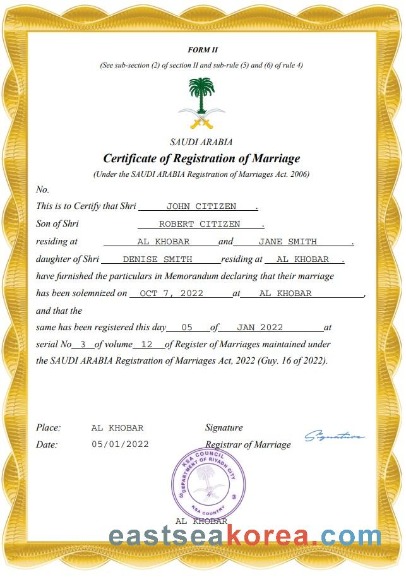 FORM II
(See sub-section (2) of section II and sub-rule (5) and (6) of rule 4)
SAUDI ARABIA
Certificate of Registration of Marriage
(Under the SAUDI ARABIA Registration of Marriages Act. 2006)
No.
This is to Certify that Shri JOHN CITIZEN .
Son of Shri ROBERT CITIZEN .
residing at AL KHOBAR and JANE SMITH .
daughter of Shri DENISE SMITH residing at AL KHOBAR .
have furnished the particulars in Memorandum declaring that their marriage
has been solemnized on OCT 7, 2022 at AL KHOBAR ,
and that the
same has been registered this day 05 of JAN 2022 at
serial No 3 of volume 12 of Register of Marriages maintained under
the SAUDI ARABIA Registration of Marriages Act, 2022 (Guy. 16 of 2022).
Place: AL KHOBAR Signature
Signature
Date: 05/01/2022 Registrar of Marriage
KSA COUNCIL
DEPARTMENT OF RIYADH CITY
KSA COUNTRY
AL KHOBAR
eastseakorea.com